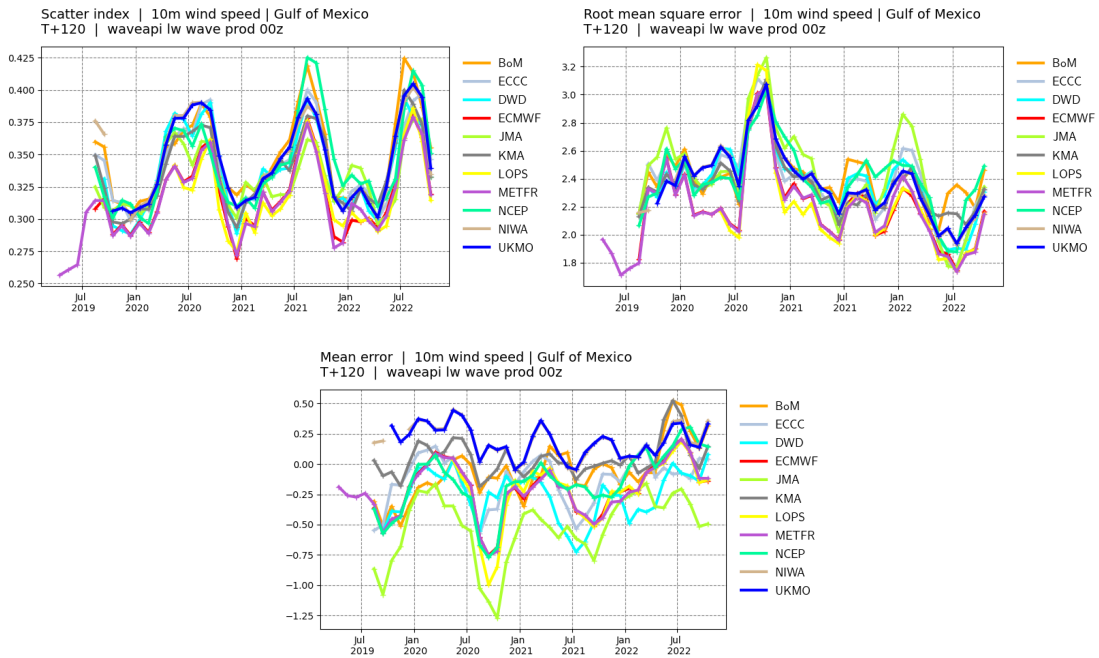 Scatter index | 10m wind speed | Gulf of Mexico
T+120 | waveapi lw wave prod 00z
0.425
0.400
0.375
0.350
0.325
0.300
0.275
0.250
Jul
2019
Jan
2020
Jul
2020
Jan
2021
Jul
2021
Jan
2022
Jul
2022
BoM
ECCC
DWD
ECMWF
JMA
KMA
LOPS
METFR
NCEP
NIWA
UKMO
Root mean square error | 10m wind speed | Gulf of Mexico
T+120 | waveapi lw wave prod 00z
3.2
3.0
2.8
2.6
2.4
2.2
2.0
1.8
Jul
2019
Jan
2020
Jul
2020
Jan
2021
Jul
2021
Jan
2022
Jul
2022
BoM
ECCC
DWD
ECMWF
JMA
KMA
LOPS
METFR
NCEP
NIWA
UKMO
Mean error | 10m wind speed | Gulf of Mexico
T+120 | waveapi lw wave prod 00z
0.50
0.25
0.00
−0.25
−0.50
−0.75
−1.00
−1.25
Jul
2019
Jan
2020
Jul
2020
Jan
2021
Jul
2021
Jan
2022
Jul
2022
BoM
ECCC
DWD
ECMWF
JMA
KMA
LOPS
METFR
NCEP
NIWA
UKMO